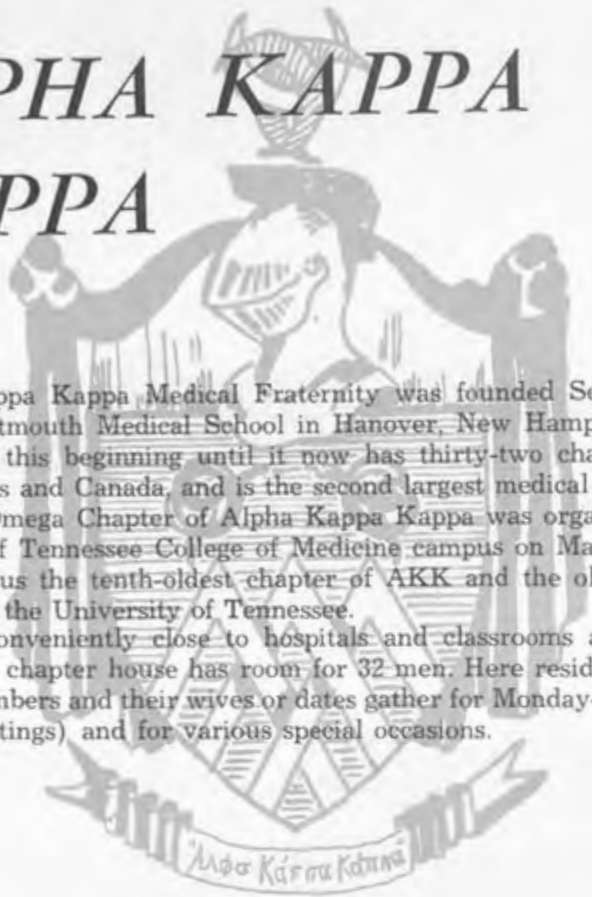 PHA KAPPA
PPA
ppa Kappa Medical Fraternity was founded Se
tmouth Medical School in Hanover, New Hamp
this beginning until it now has thirty-two cha
s and Canada, and is the second largest medical
Omega Chapter of Alpha Kappa Kappa was orga
f Tennessee College of Medicine campus on Ma
us the tenth-oldest chapter of AKK and the ol
the University of Tennessee.
onveniently close to hospitals and classrooms a
chapter house has room for 32 men. Here resid
mbers and their wives or dates gather for Monday-
tings) and for various special occasions.
Άλφα Κάππα Κάππα